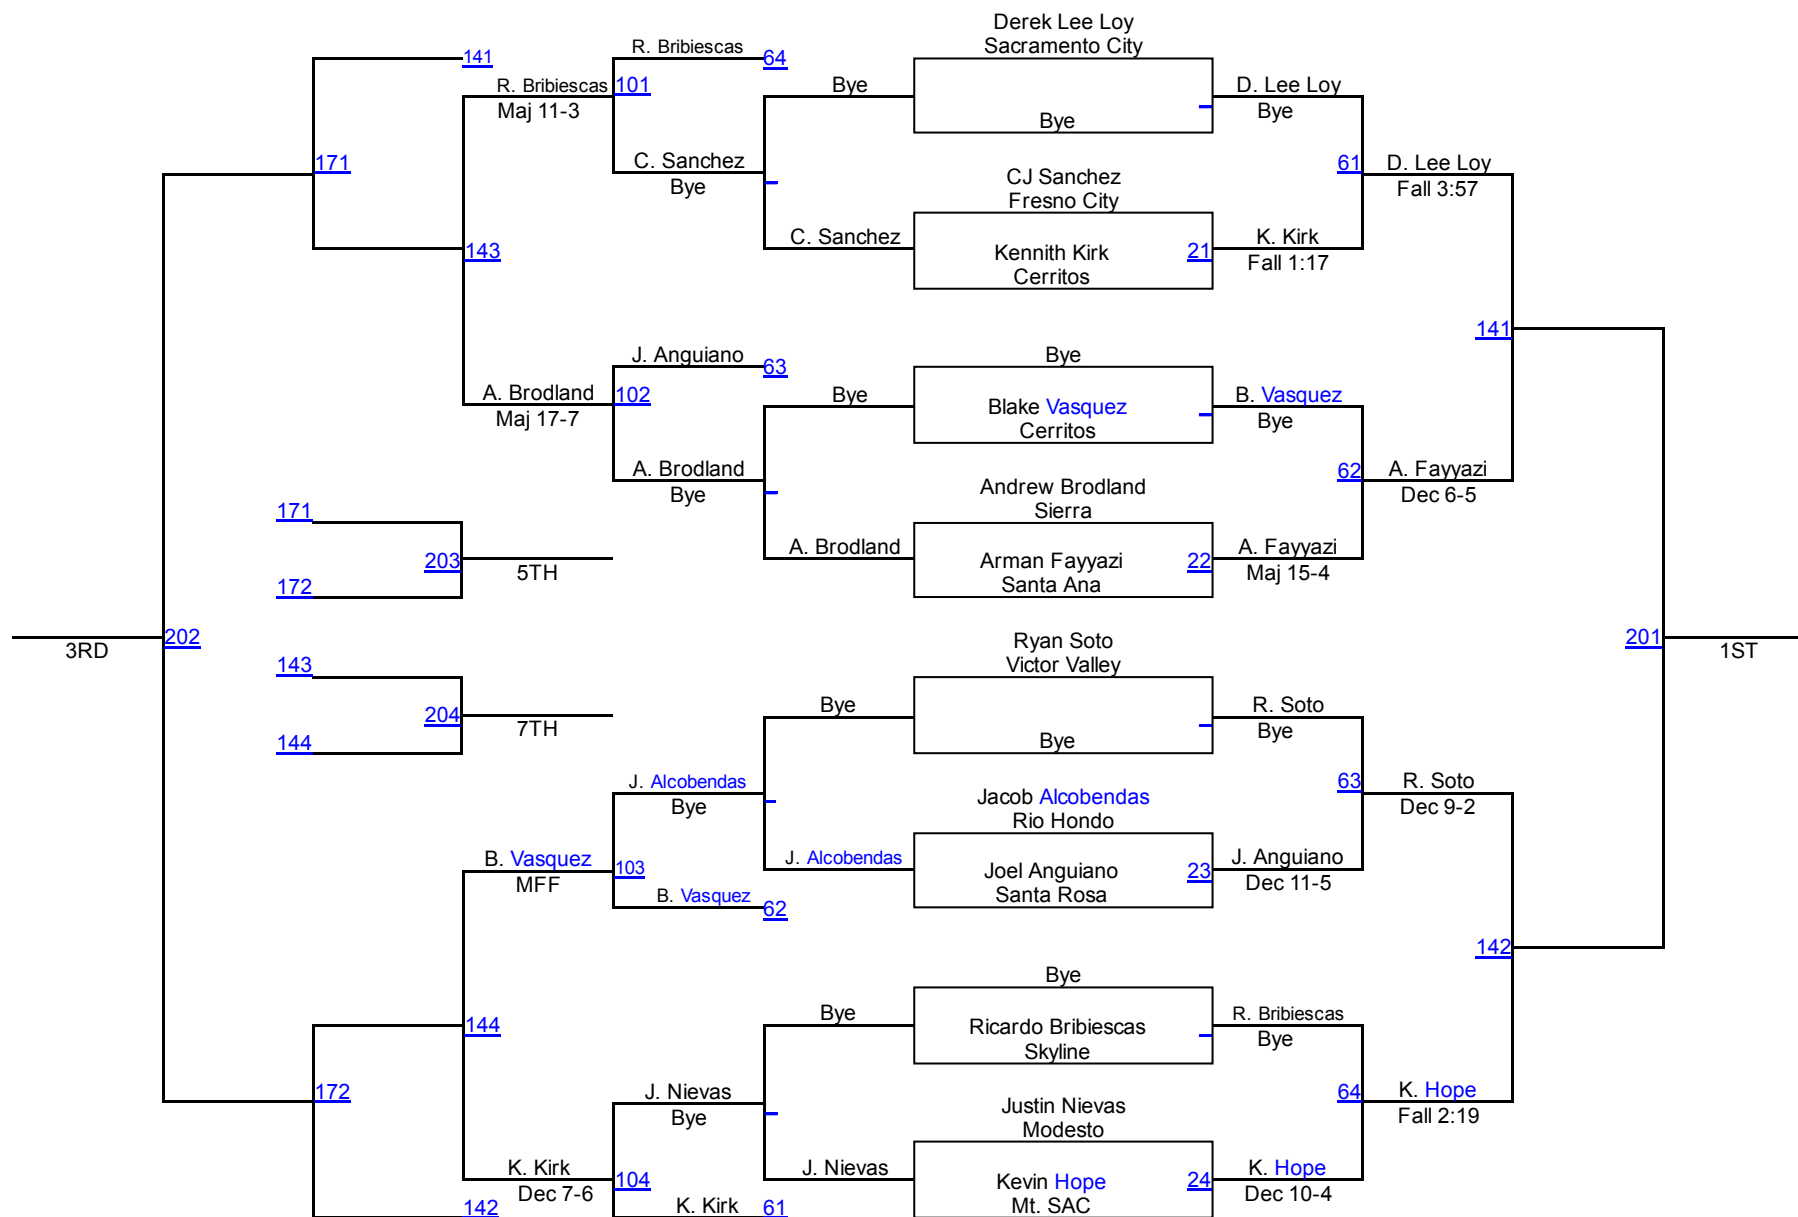 Derek Lee Loy
Sacramento City
R. Bribiescas
64
141
R. Bribiescas
101
Bye
D. Lee Loy
Maj 11-3
Bye
Bye
C. Sanchez
171
61
D. Lee Loy
Bye
CJ Sanchez
Fall 3:57
Fresno City
C. Sanchez
K. Kirk
143
Kennith Kirk
21
Fall 1:17
Cerritos
141
J. Anguiano
63
Bye
A. Brodland
102
Bye
Blake Vasquez
B. Vasquez
Maj 17-7
Cerritos
Bye
A. Brodland
62
A. Fayyazi
Bye
Andrew Brodland
Dec 6-5
Sierra
171
A. Brodland
A. Fayyazi
203
5TH
Arman Fayyazi
22
Maj 15-4
172
Santa Ana
3RD
202
Ryan Soto
201
1ST
143
Victor Valley
204
7TH
Bye
R. Soto
144
Bye
Bye
J. Alcobendas
63
R. Soto
Bye
Jacob Alcobendas
Dec 9-2
Rio Hondo
B. Vasquez
103
J. Alcobendas
J. Anguiano
MFF
Joel Anguiano
23
Dec 11-5
B. Vasquez
62
Santa Rosa
142
Bye
144
Bye
Ricardo Bribiescas
R. Bribiescas
Skyline
Bye
172
J. Nievas
64
K. Hope
Bye
Justin Nievas
Fall 2:19
Modesto
K. Kirk
104
J. Nievas
K. Hope
Dec 7-6
Kevin Hope
24
Dec 10-4
142
K. Kirk
61
Mt. SAC